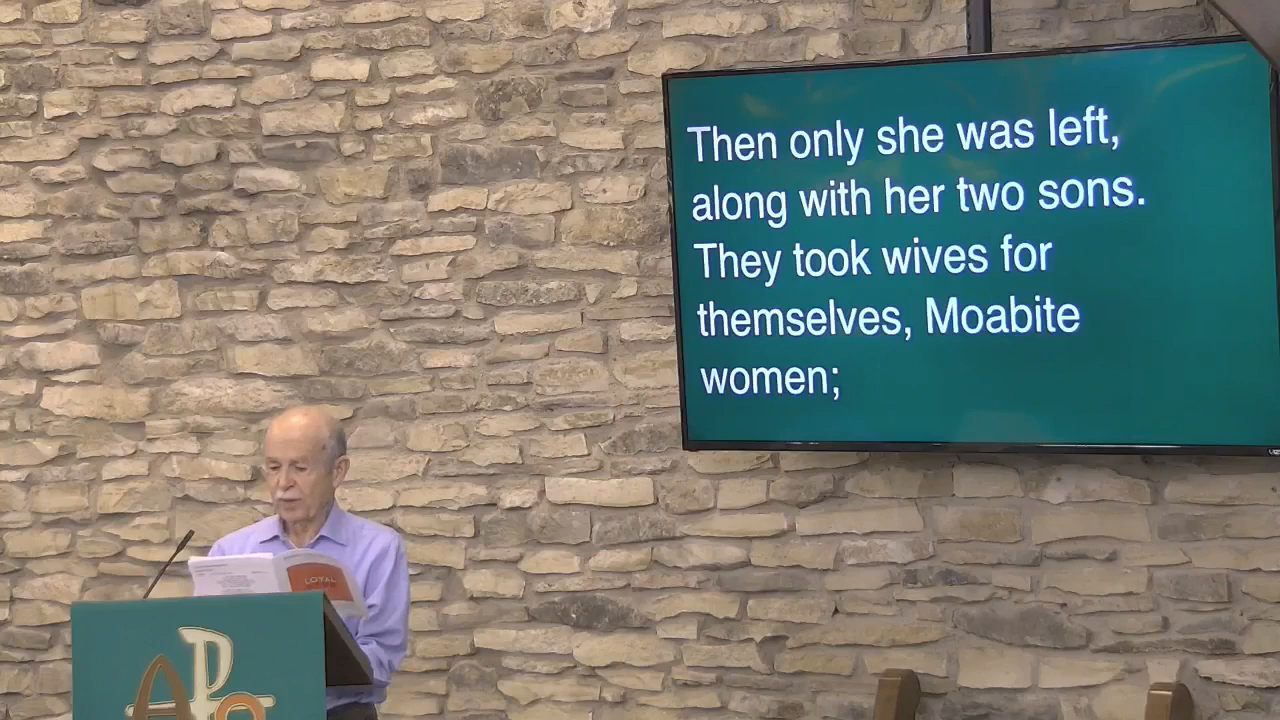 Then only she was left,
along with her two sons.
They took wives for
themselves, Moabite
women;
LOYAL